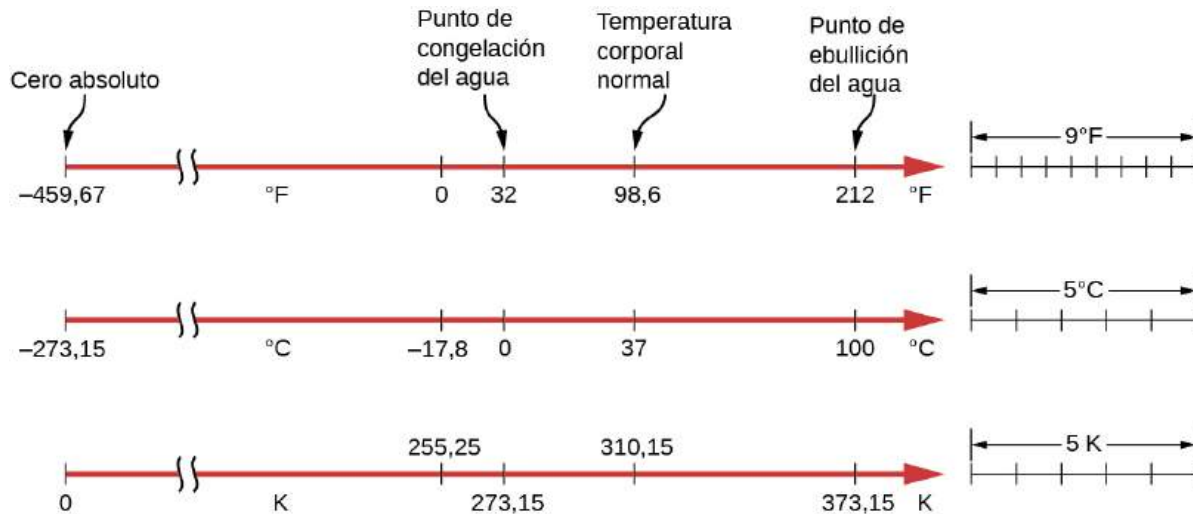 Cero absoluto
Punto de
congelación
del agua
Temperatura
corporal
normal
Punto de
ebullición
del agua
9°F
–459,67 °F 0 32 98,6 212 °F
5°C
–273,15 °C –17,8 0 37 100 °C
255,25 310,15
5 K
0 K 273,15 373,15 K